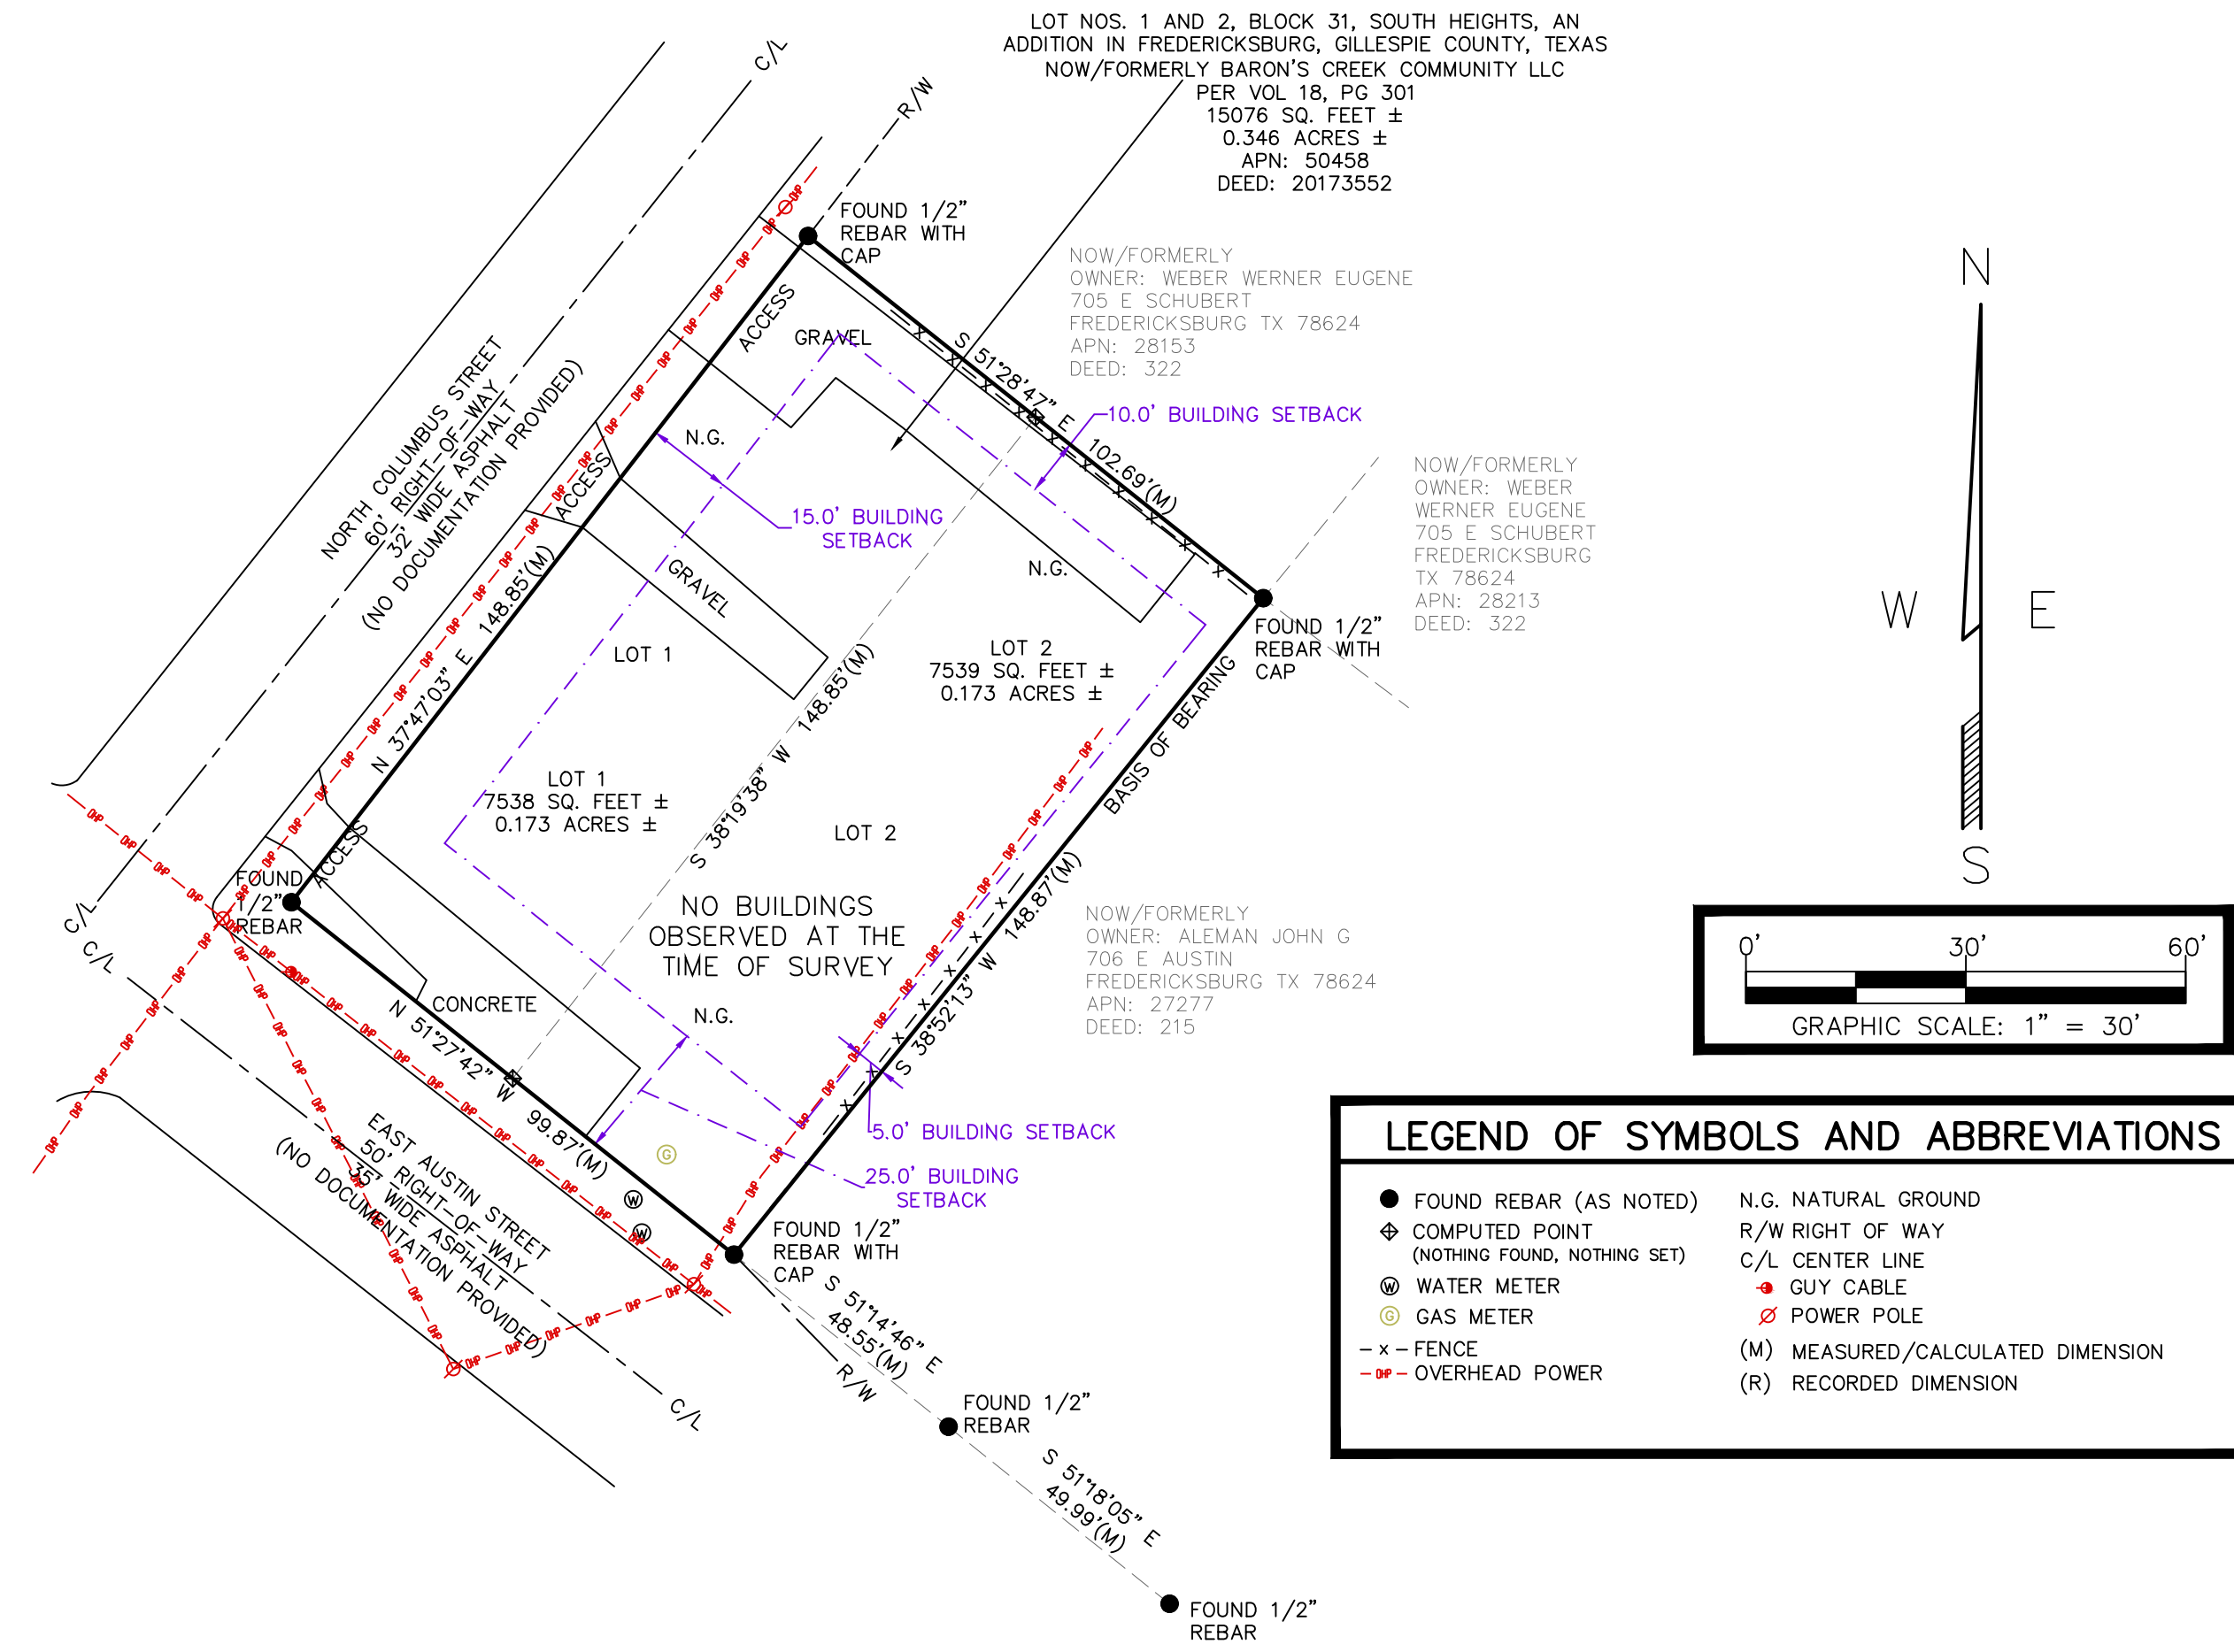 LOT NOS. 1 AND 2, BLOCK 31, SOUTH HEIGHTS, AN
ADDITION IN FREDERICKSBURG, GILLESPIE COUNTY, TEXAS
NOW/FORMERLY BARON'S CREEK COMMUNITY LLC
PER VOL 18, PG 301
15076 SQ. FEET ±
0.346 ACRES ±
APN: 50458
DEED: 20173552
C/L
R/W
FOUND 1/2"
REBAR WITH
CAP
NOW/FORMERLY
OWNER: WEBER WERNER EUGENE
705 E SCHUBERT
FREDERICKSBURG TX 78624
APN: 28153
DEED: 322
N
W
E
S
ACCESS
GRAVEL
S 51°28'47" E 102.69'(M)
10.0' BUILDING SETBACK
NORTH COLUMBUS STREET
60' RIGHT-OF-WAY
32' WIDE ASPHALT
(NO DOCUMENTATION PROVIDED)
N.G.
ACCESS
15.0' BUILDING
SETBACK
NOW/FORMERLY
OWNER: WEBER
WERNER EUGENE
705 E SCHUBERT
FREDERICKSBURG
TX 78624
APN: 28213
DEED: 322
GRAVEL
N.G.
N 37°47'03" E 148.85'(M)
LOT 1
FOUND 1/2"
REBAR WITH
CAP
LOT 2
7539 SQ. FEET ±
0.173 ACRES ±
S 38°19'38" W 148.85'(M)
BASIS OF BEARING
LOT 1
7538 SQ. FEET ±
0.173 ACRES ±
LOT 2
ACCESS
FOUND
1/2"
REBAR
NO BUILDINGS
OBSERVED AT THE
TIME OF SURVEY
S 38°52'13" W 148.87'(M)
NOW/FORMERLY
OWNER: ALEMAN JOHN G
706 E AUSTIN
FREDERICKSBURG TX 78624
APN: 27277
DEED: 215
C/L
C/L
CONCRETE
N.G.
N 51°27'42" W 99.87'(M)
5.0' BUILDING SETBACK
25.0' BUILDING
SETBACK
G
W
W
EAST AUSTIN STREET
50' RIGHT-OF-WAY
35' WIDE ASPHALT
(NO DOCUMENTATION PROVIDED)
FOUND 1/2"
REBAR WITH
CAP
S 51°14'46" E
48.55'(M)
R/W
C/L
FOUND 1/2"
REBAR
S 51°18'05" E
49.99'(M)
FOUND 1/2"
REBAR
OHP
0' 30' 60'
GRAPHIC SCALE: 1" = 30'
LEGEND OF SYMBOLS AND ABBREVIATIONS
FOUND REBAR (AS NOTED)
COMPUTED POINT
(NOTHING FOUND, NOTHING SET)
W WATER METER
G GAS METER
- x - FENCE
- OHP - OVERHEAD POWER
N.G. NATURAL GROUND
R/W RIGHT OF WAY
C/L CENTER LINE
GUY CABLE
POWER POLE
(M) MEASURED/CALCULATED DIMENSION
(R) RECORDED DIMENSION